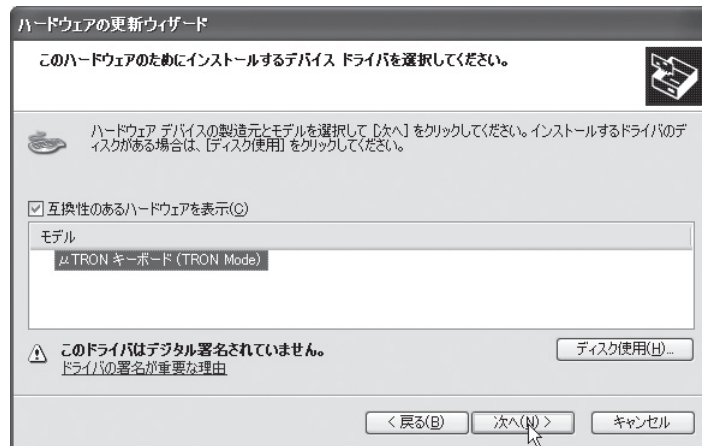 ハードウェアの更新ウィザード
このハードウェアのためにインストールするデバイス ドライバを選択してください。
ハードウェア デバイスの製造元とモデルを選択して [次へ] をクリックしてください。インストールするドライバのデ
ィスクがある場合は、[ディスク使用] をクリックしてください。
互換性のあるハードウェアを表示(C)
モデル
μTRON キーボード (TRON Mode)
このドライバはデジタル署名されていません。
ディスク使用(H)...
ドライバの署名が重要な理由
< 戻る(B)
次へ(N) >
キャンセル